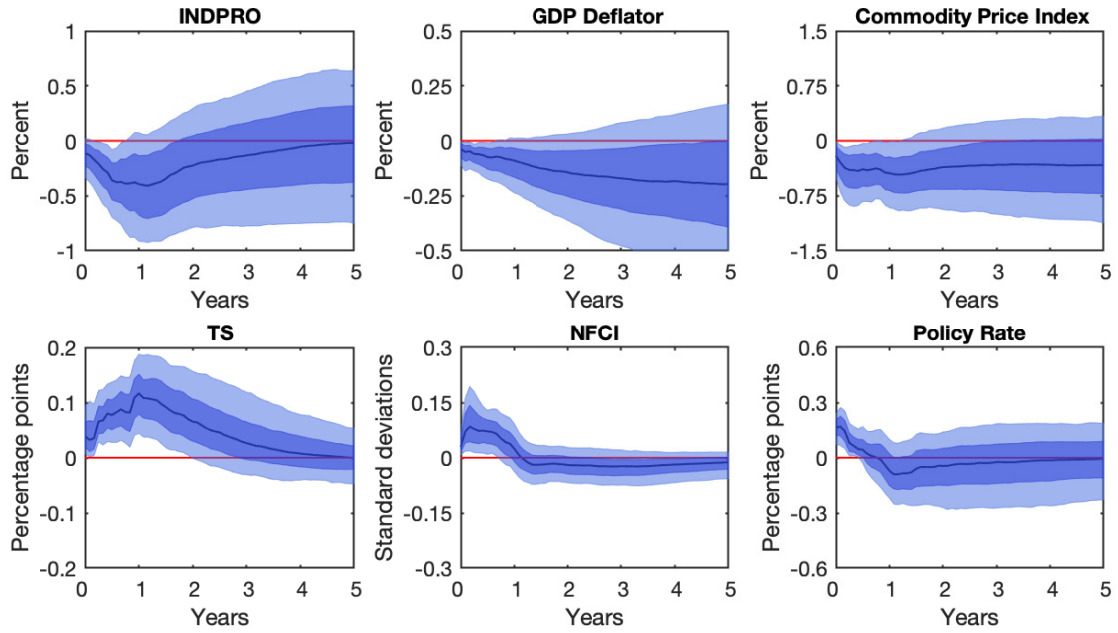 INDPRO
GDP Deflator
Commodity Price Index
Percent
1
0.5
0
-0.5
-1
0 1 2 3 4 5
Years
Percent
0.5
0.25
0
-0.25
-0.5
0 1 2 3 4 5
Years
Percent
1.5
0.75
0
-0.75
-1.5
0 1 2 3 4 5
Years
TS
NFCI
Policy Rate
Percentage points
0.2
0.1
0
-0.1
-0.2
0 1 2 3 4 5
Years
Standard deviations
0.3
0.15
0
-0.15
-0.3
0 1 2 3 4 5
Years
Percentage points
0.6
0.3
0
-0.3
-0.6
0 1 2 3 4 5
Years